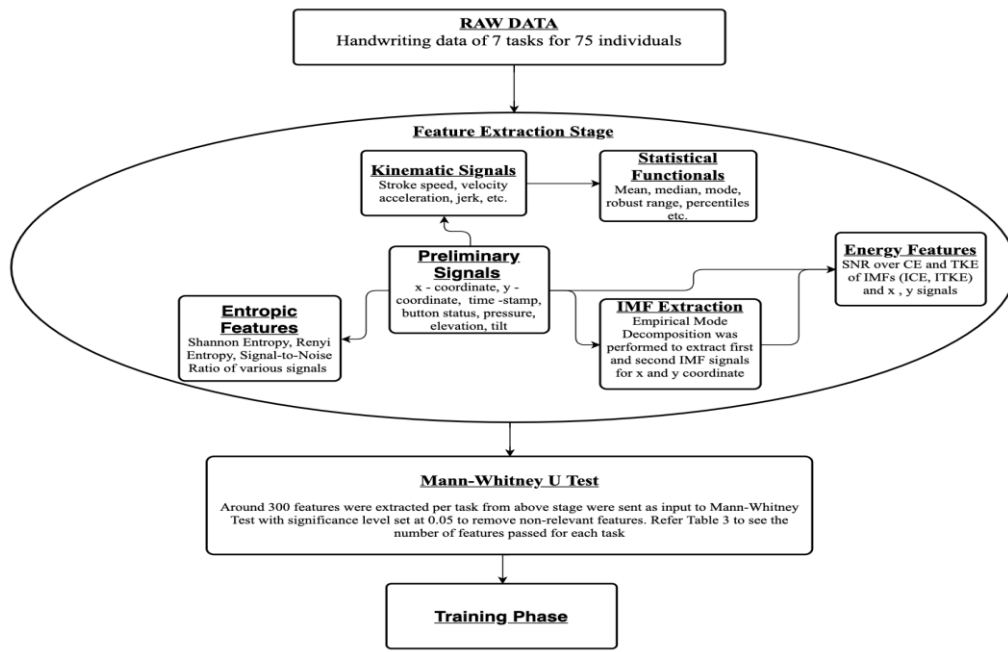 RAW DATA
Handwriting data of 7 tasks for 75 individuals
Feature Extraction Stage
Kinematic Signals
Stroke speed, velocity
acceleration, jerk, etc.
Statistical
Functionals
Mean, median, mode,
robust range, percentiles
etc.
Preliminary
Signals
x - coordinate, y -
coordinate, time -stamp,
button status, pressure,
elevation, tilt
Energy Features
SNR over CE and TKE
of IMFs (ICE, ITKE)
and x , y signals
Entropic
Features
Shannon Entropy, Renyi
Entropy, Signal-to-Noise
Ratio of various signals
IMF Extraction
Empirical Mode
Decomposition was
performed to extract first
and second IMF signals
for x and y coordinate
Mann-Whitney U Test
Around 300 features were extracted per task from above stage were sent as input to Mann-Whitney
Test with significance level set at 0.05 to remove non-relevant features. Refer Table 3 to see the
number of features passed for each task
Training Phase